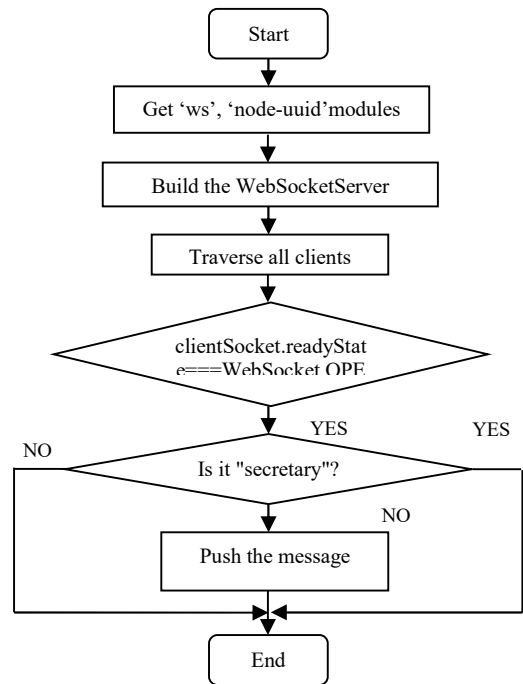 Start
Get ‘ws’, ‘node-uuid’modules
Build the WebSocketServer
Traverse all clients
clientSocket.readyStat
e===WebSocket.OPE
YES
YES
NO
Is it "secretary"?
NO
Push the message
End